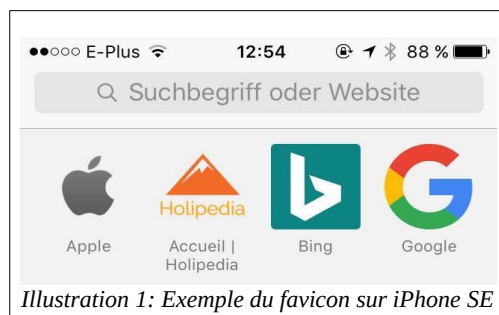 E-Plus 12:54 88 %
Suchbegriff oder Website
Holipedia
Apple Accueil | Bing Google
Holipedia
Illustration 1: Exemple du favicon sur iPhone SE